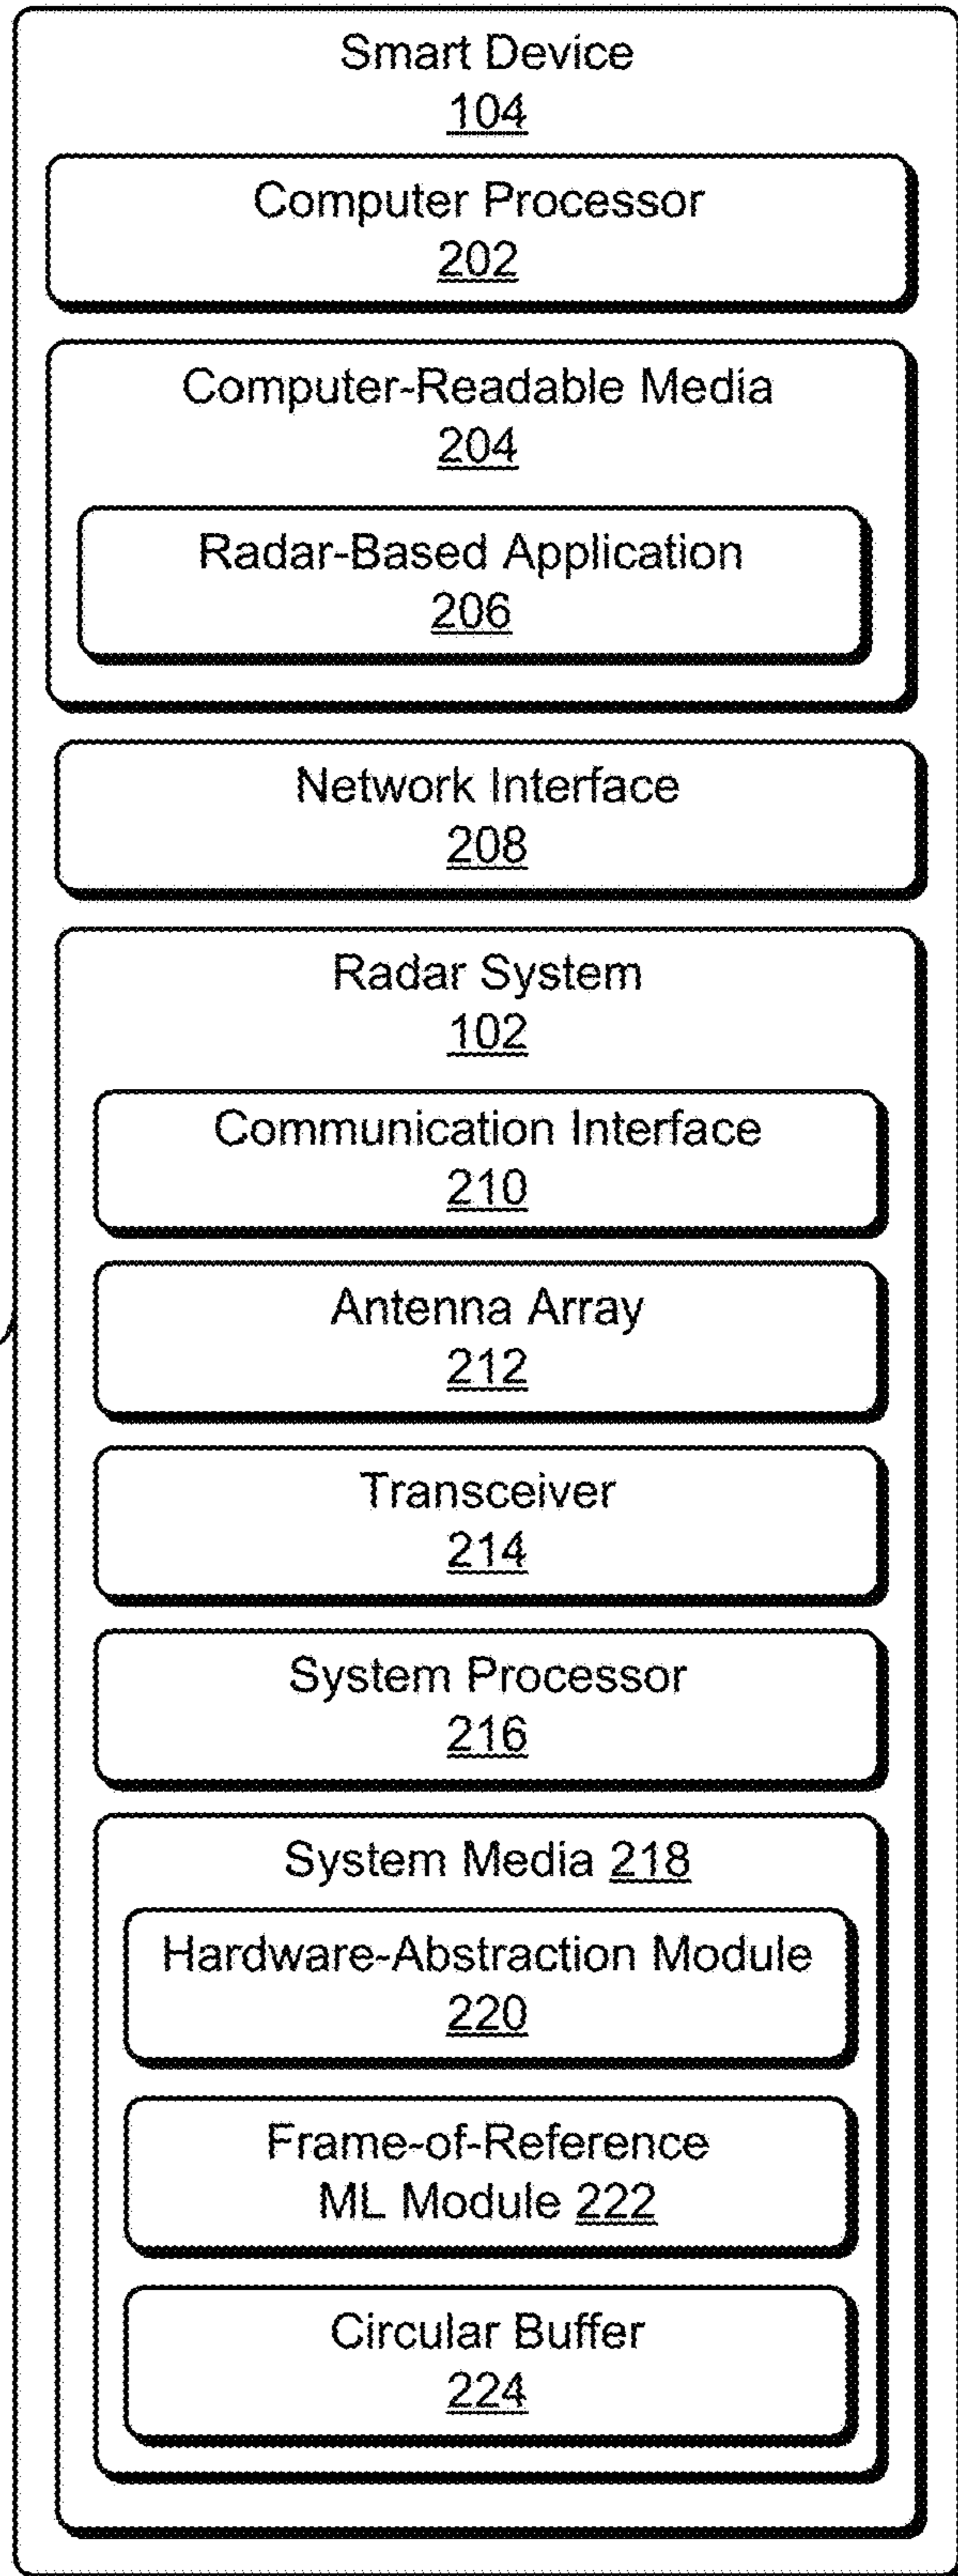 Smart Device
104
Computer Processor
202
Computer-Readable Media
204
Radar-Based Application
206
Network Interface
208
Radar System
102
Communication Interface
210
Antenna Array
212
Transceiver
214
System Processor
216
System Media 218
Hardware-Abstraction Module
220
Frame-of-Reference
ML Module 222
Circular Buffer
224